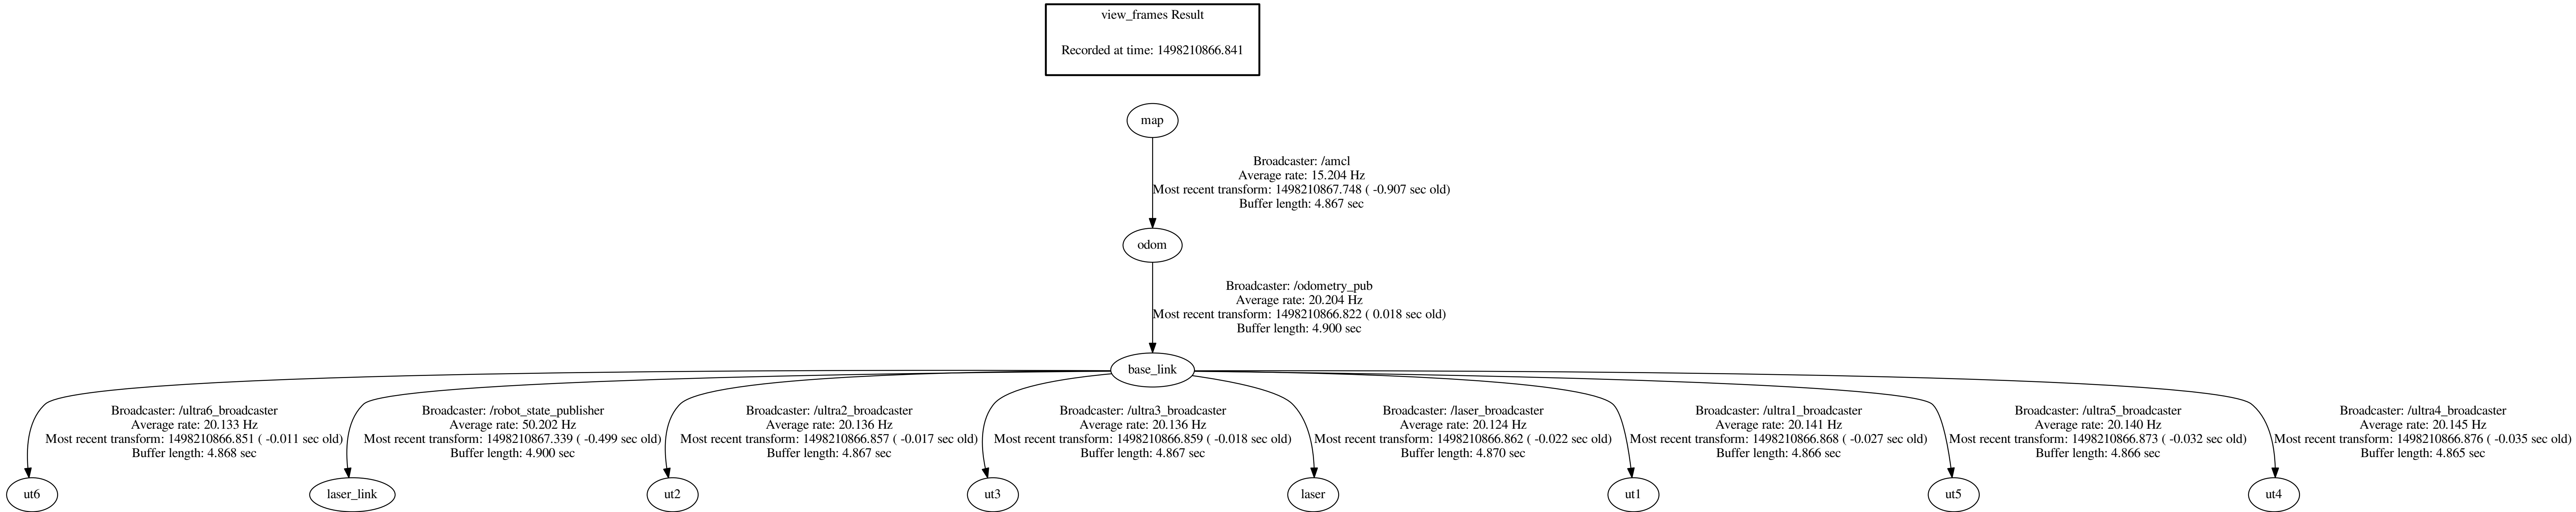 view_frames Result
Recorded at time: 1498210866.841
map
Broadcaster: /amcl
Average rate: 15.204 Hz
Most recent transform: 1498210867.748 ( -0.907 sec old)
Buffer length: 4.867 sec
odom
Broadcaster: /odometry_pub
Average rate: 20.204 Hz
Most recent transform: 1498210866.822 ( 0.018 sec old)
Buffer length: 4.900 sec
base_link
Broadcaster: /ultra6_broadcaster
Average rate: 20.133 Hz
Most recent transform: 1498210866.851 ( -0.011 sec old)
Buffer length: 4.868 sec
Broadcaster: /robot_state_publisher
Average rate: 50.202 Hz
Most recent transform: 1498210867.339 ( -0.499 sec old)
Buffer length: 4.900 sec
Broadcaster: /ultra2_broadcaster
Average rate: 20.136 Hz
Most recent transform: 1498210866.857 ( -0.017 sec old)
Buffer length: 4.867 sec
Broadcaster: /ultra3_broadcaster
Average rate: 20.136 Hz
Most recent transform: 1498210866.859 ( -0.018 sec old)
Buffer length: 4.867 sec
Broadcaster: /laser_broadcaster
Average rate: 20.124 Hz
Most recent transform: 1498210866.862 ( -0.022 sec old)
Buffer length: 4.870 sec
Broadcaster: /ultra1_broadcaster
Average rate: 20.141 Hz
Most recent transform: 1498210866.868 ( -0.027 sec old)
Buffer length: 4.866 sec
Broadcaster: /ultra5_broadcaster
Average rate: 20.140 Hz
Most recent transform: 1498210866.873 ( -0.032 sec old)
Buffer length: 4.866 sec
Broadcaster: /ultra4_broadcaster
Average rate: 20.145 Hz
Most recent transform: 1498210866.876 ( -0.035 sec old)
Buffer length: 4.865 sec
ut6
laser_link
ut2
ut3
laser
ut1
ut5
ut4